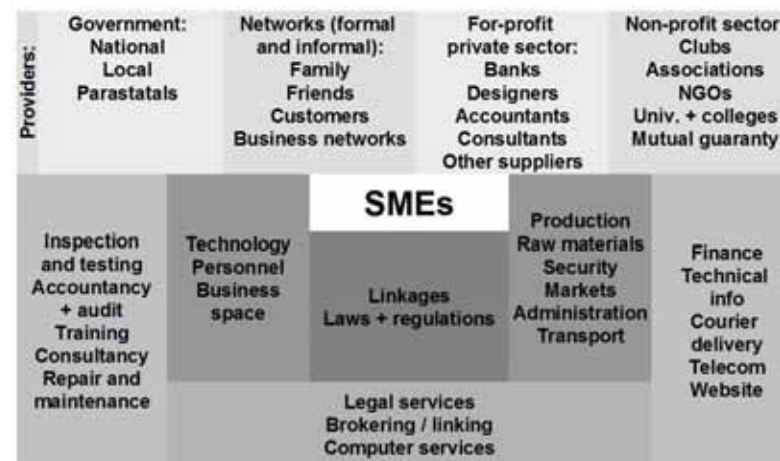 Providers:
Government:
National
Local
Parastatals
Networks (formal
and informal):
Family
Friends
Customers
Business networks
For-profit
private sector:
Banks
Designers
Accountants
Consultants
Other suppliers
Non-profit sector
Clubs
Associations
NGOs
Univ. + colleges
Mutual guaranty
SMEs
Inspection
and testing
Accountancy
+ audit
Training
Consultancy
Repair and
maintenance
Technology
Personnel
Business
space
Linkages
Laws + regulations
Production
Raw materials
Security
Markets
Administration
Transport
Finance
Technical
info
Courier
delivery
Telecom
Website
Legal services
Brokering / linking
Computer services